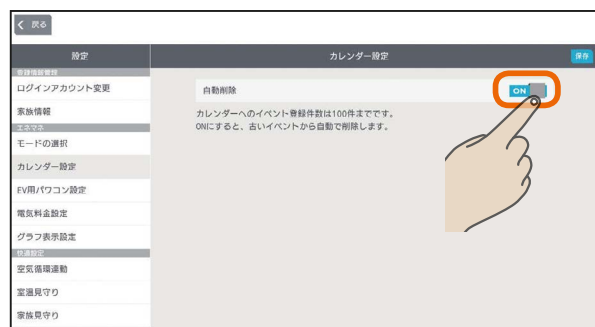 戻る
設定
カレンダー設定
保存
登録情報管理
ログインアカウント変更
家族情報
エネマネ
モードの選択
カレンダー設定
EV用パワコン設定
電気料金設定
グラフ表示設定
快適設定
空気循環連動
室温見守り
家族見守り
自動削除
ON
カレンダーへのイベント登録件数は100件までです。
ONにすると、古いイベントから自動で削除します。